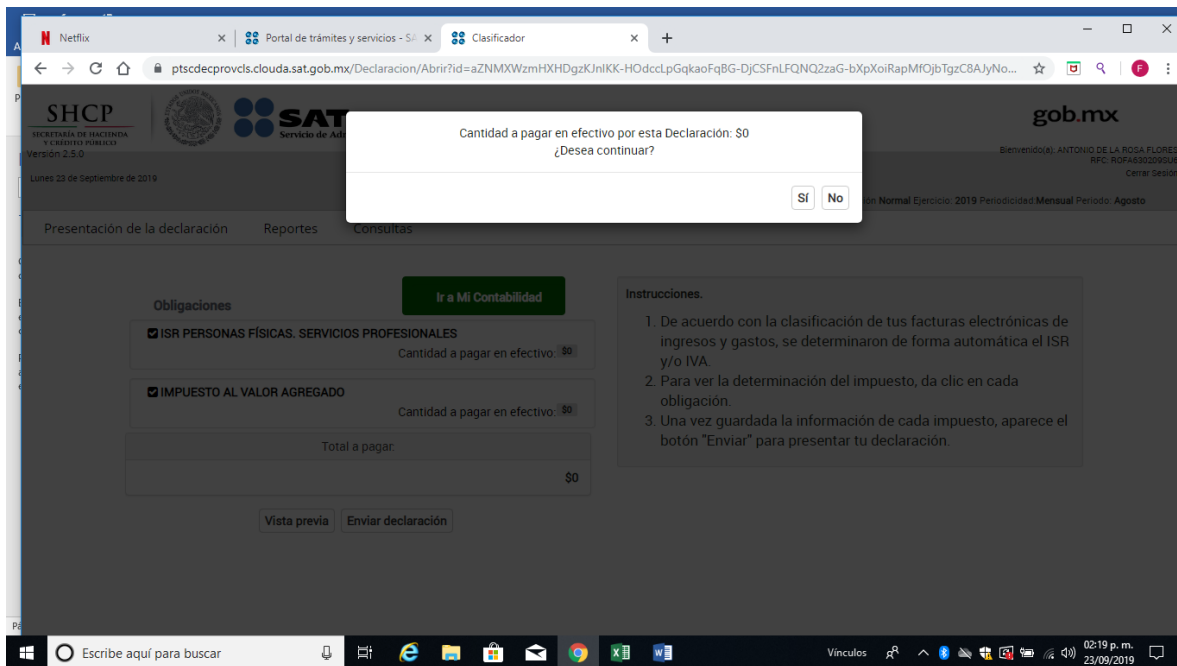 Netflix
Portal de trámites y servicios - SA
Clasificador
ptscdecprovcls.clouda.sat.gob.mx/Declaracion/Abrir?id=aZNMXWzmHXHDgzKJnIKK-HOdccLpGqkaoFqBG-DjCSFnLFQNQ2zaG-bXpXoiRapMfOjbTgzC8AJyNo...
F
SHCP
SECRETARÍA DE HACIENDA
Y CRÉDITO PÚBLICO
SAT
Servicio de Adm
gob.mx
Versión 2.5.0
Bienvenido(a): ANTONIO DE LA ROSA FLORES
RFC: ROFA630209SU6
Cerrar Sesión
Lunes 23 de Septiembre de 2019
Cantidad a pagar en efectivo por esta Declaración: $0
¿Desea continuar?
Sí No
ón Normal Ejercicio: 2019 Periodicidad: Mensual Periodo: Agosto
Presentación de la declaración Reportes Consultas
Obligaciones
Ir a Mi Contabilidad
ISR PERSONAS FÍSICAS. SERVICIOS PROFESIONALES
Cantidad a pagar en efectivo: $0
IMPUESTO AL VALOR AGREGADO
Cantidad a pagar en efectivo: $0
Total a pagar:
$0
Vista previa Enviar declaración
Instrucciones.
1. De acuerdo con la clasificación de tus facturas electrónicas de
ingresos y gastos, se determinaron de forma automática el ISR
y/o IVA.
2. Para ver la determinación del impuesto, da clic en cada
obligación.
3. Una vez guardada la información de cada impuesto, aparece el
botón "Enviar" para presentar tu declaración.
Escribe aquí para buscar
Vínculos
02:19 p. m.
23/09/2019